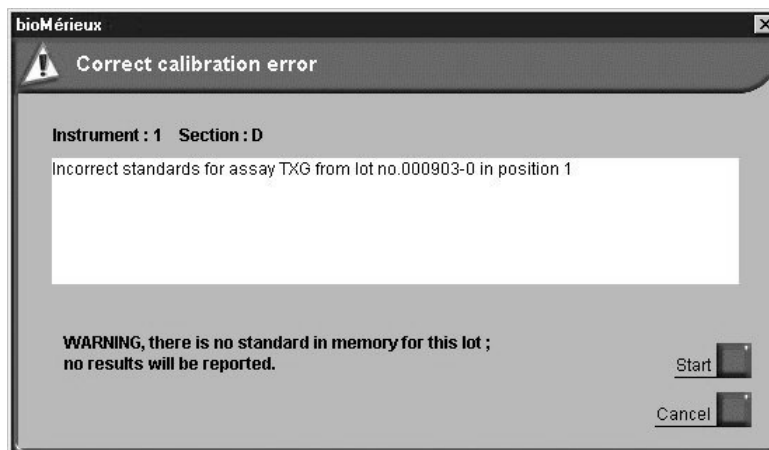 bioMérieux
Correct calibration error
Instrument : 1 Section : D
Incorrect standards for assay TXG from lot no.000903-0 in position 1
WARNING, there is no standard in memory for this lot ;
no results will be reported.
Start
Cancel